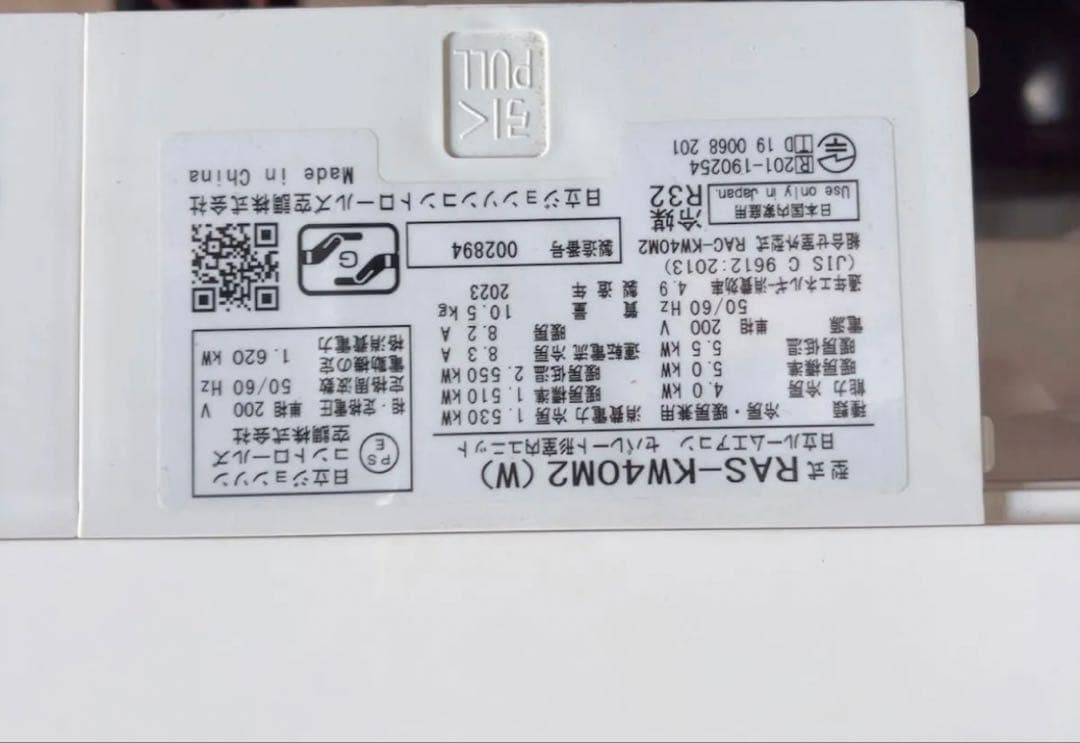 型式 RAS-KW40M2 (W)
日立ルームエアコン セパレート形室内ユニット
種類 冷房・暖房兼用
能力 冷房 4.0 kW
暖房標準 5.0 kW
暖房低温 5.5 kW
電源 単相 200 V
50/60 Hz
通年エネルギー消費効率 4.9
(JIS C 9612:2013)
組合せ室外型式 RAC-KW40M2
消費電力 冷房 1.530 kW
暖房標準 1.510 kW
暖房低温 2.550 kW
運転電流 冷房 8.3 A
暖房 8.2 A
質量 10.5 kg
製造年 2023
製造番号 002894
日本国内家庭用
Use only in Japan.
冷媒
R32
R 201-190254
T D 19 0068 201
日立ジョンソンコントロールズ空調株式会社
Made in China
PS
E
日立ジョンソン
コントロールズ
空調株式会社
相・定格電圧 単相 200 V
定格周波数 50/60 Hz
電動機の定
格消費電力 1.620 kW
G
引く
PULL